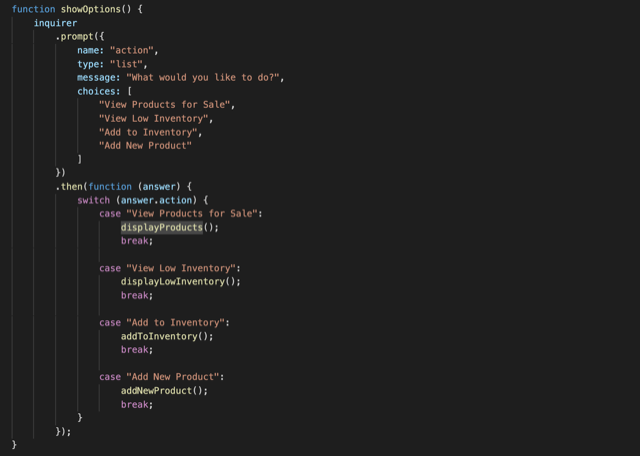 function showOptions() {
    inquirer
        .prompt({
            name: "action",
            type: "list",
            message: "What would you like to do?",
            choices: [
                "View Products for Sale",
                "View Low Inventory",
                "Add to Inventory",
                "Add New Product"
            ]
        })
        .then(function (answer) {
            switch (answer.action) {
                case "View Products for Sale":
                    displayProducts();
                    break;

                case "View Low Inventory":
                    displayLowInventory();
                    break;

                case "Add to Inventory":
                    addToInventory();
                    break;

                case "Add New Product":
                    addNewProduct();
                    break;
            }
        });
}